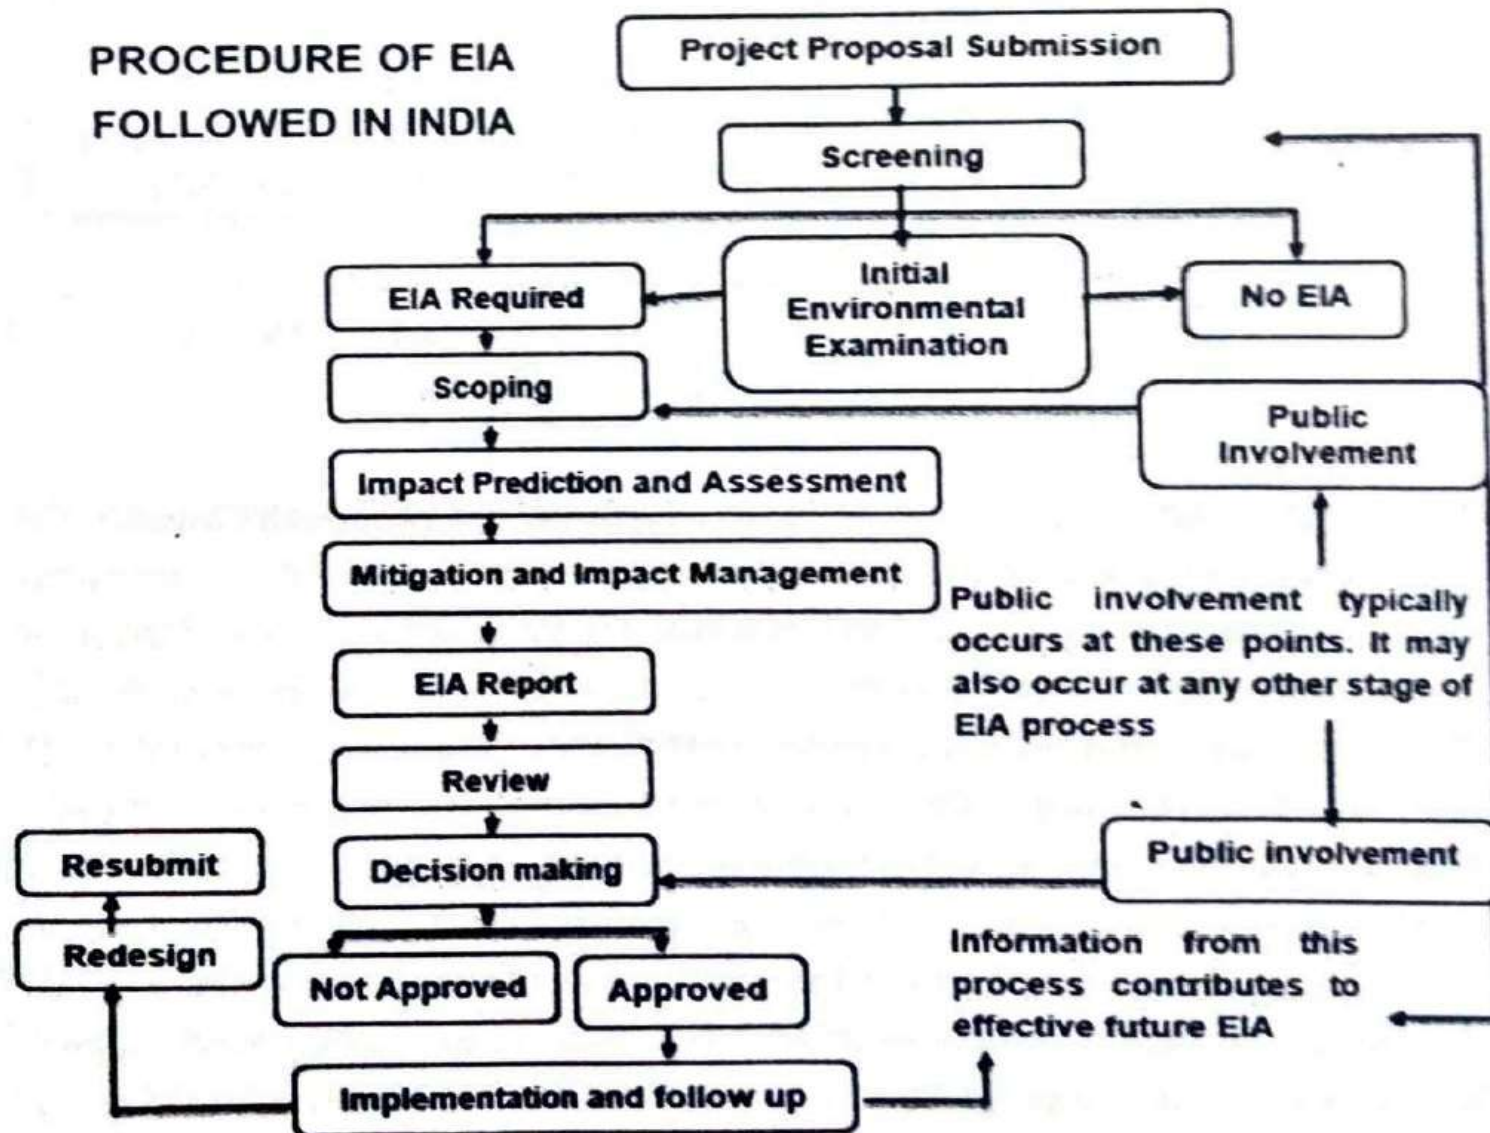 PROCEDURE OF EIA
FOLLOWED IN INDIA
Project Proposal Submission
Screening
EIA Required
Initial
Environmental
Examination
No EIA
Scoping
Public
Involvement
Impact Prediction and Assessment
Mitigation and Impact Management
Public involvement typically
occurs at these points. It may
also occur at any other stage of
EIA process
EIA Report
Review
Decision making
Public involvement
Resubmit
Redesign
Not Approved
Approved
Information from this
process contributes to
effective future EIA
Implementation and follow up